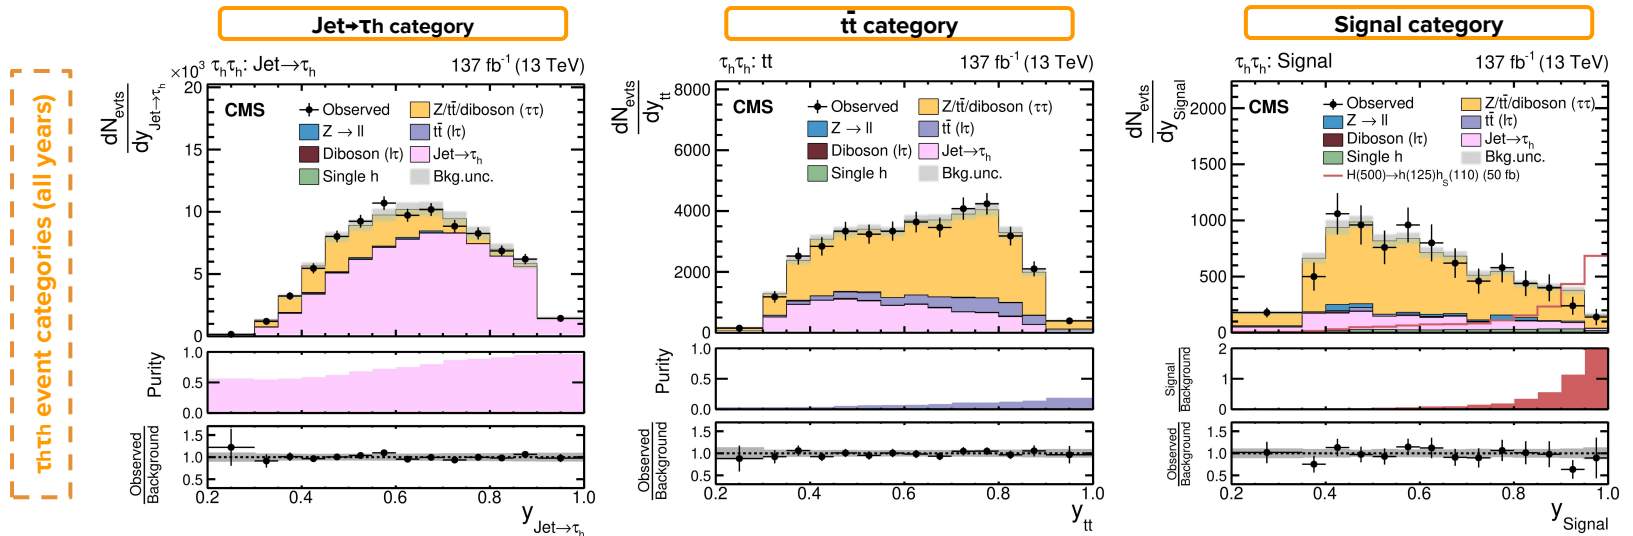 τhτh event categories (all years)
Jet→τh category
×10³ τhτh: Jet→τh 137 fb⁻¹ (13 TeV)
dNevts
dyJet→τh
CMS
Observed Z/tt̄/diboson (ττ)
Z → ll tt̄ (lτ)
Diboson (lτ) Jet→τh
Single h Bkg.unc.
20
15
10
5
0
Purity
1.0
0.5
0.0
Observed
Background
1.5
1.0
0.5
0.2 0.4 0.6 0.8 1.0
yJet→τh
tt̄ category
τhτh: tt 137 fb⁻¹ (13 TeV)
dNevts
dytt
CMS
Observed Z/tt̄/diboson (ττ)
Z → ll tt̄ (lτ)
Diboson (lτ) Jet→τh
Single h Bkg.unc.
8000
6000
4000
2000
0
Purity
1.0
0.5
0.0
Observed
Background
1.5
1.0
0.5
0.2 0.4 0.6 0.8 1.0
ytt
Signal category
τhτh: Signal 137 fb⁻¹ (13 TeV)
dNevts
dySignal
CMS
Observed Z/tt̄/diboson (ττ)
Z → ll tt̄ (lτ)
Diboson (lτ) Jet→τh
Single h Bkg.unc.
H(500)→h(125)hS(110) (50 fb)
2000
1500
1000
500
0
Signal
Background
2
1
0
Observed
Background
1.5
1.0
0.5
0.2 0.4 0.6 0.8 1.0
ySignal